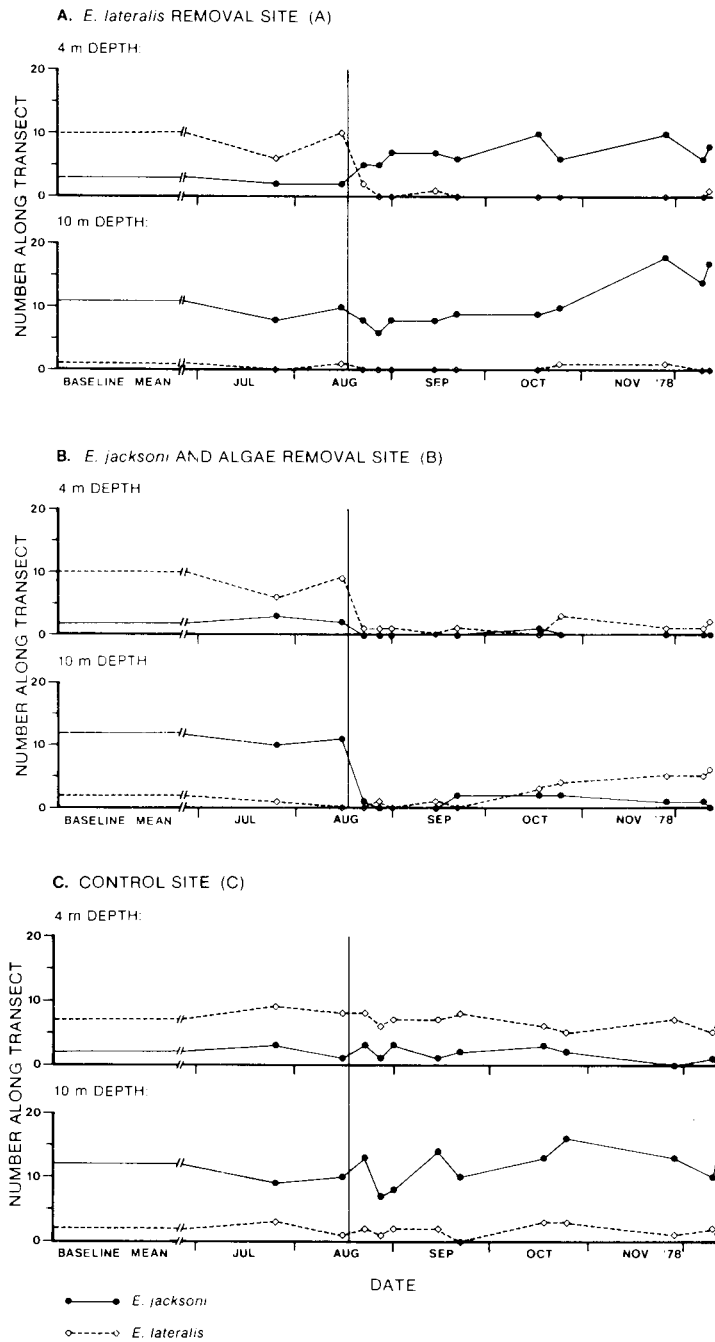 A. E. lateralis REMOVAL SITE (A)
4 m DEPTH:
20
10
0
10 m DEPTH:
20
10
0
NUMBER ALONG TRANSECT
BASELINE MEAN JUL AUG SEP OCT NOV '78
B. E. jacksoni AND ALGAE REMOVAL SITE (B)
4 m DEPTH
20
10
0
10 m DEPTH
20
10
0
NUMBER ALONG TRANSECT
BASELINE MEAN JUL AUG SEP OCT NOV '78
C. CONTROL SITE (C)
4 m DEPTH:
20
10
0
10 m DEPTH:
20
10
0
NUMBER ALONG TRANSECT
BASELINE MEAN JUL AUG SEP OCT NOV '78
DATE
E. jacksoni
E. lateralis